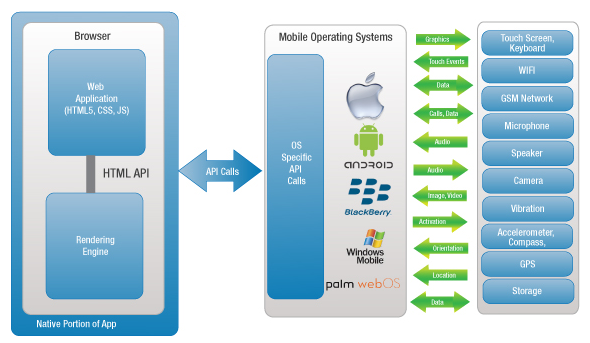 Browser
Web
Application
(HTML5, CSS, JS)
HTML API
Rendering
Engine
Native Portion of App
API Calls
Mobile Operating Systems
OS
Specific
API
Calls
ANDROID
BlackBerry
Windows
Mobile
palm webOS
Graphics
Touch Events
Data
Calls, Data
Audio
Audio
Image, Video
Activation
Orientation
Location
Data
Touch Screen,
Keyboard
WIFI
GSM Network
Microphone
Speaker
Camera
Vibration
Accelerometer,
Compass,
GPS
Storage